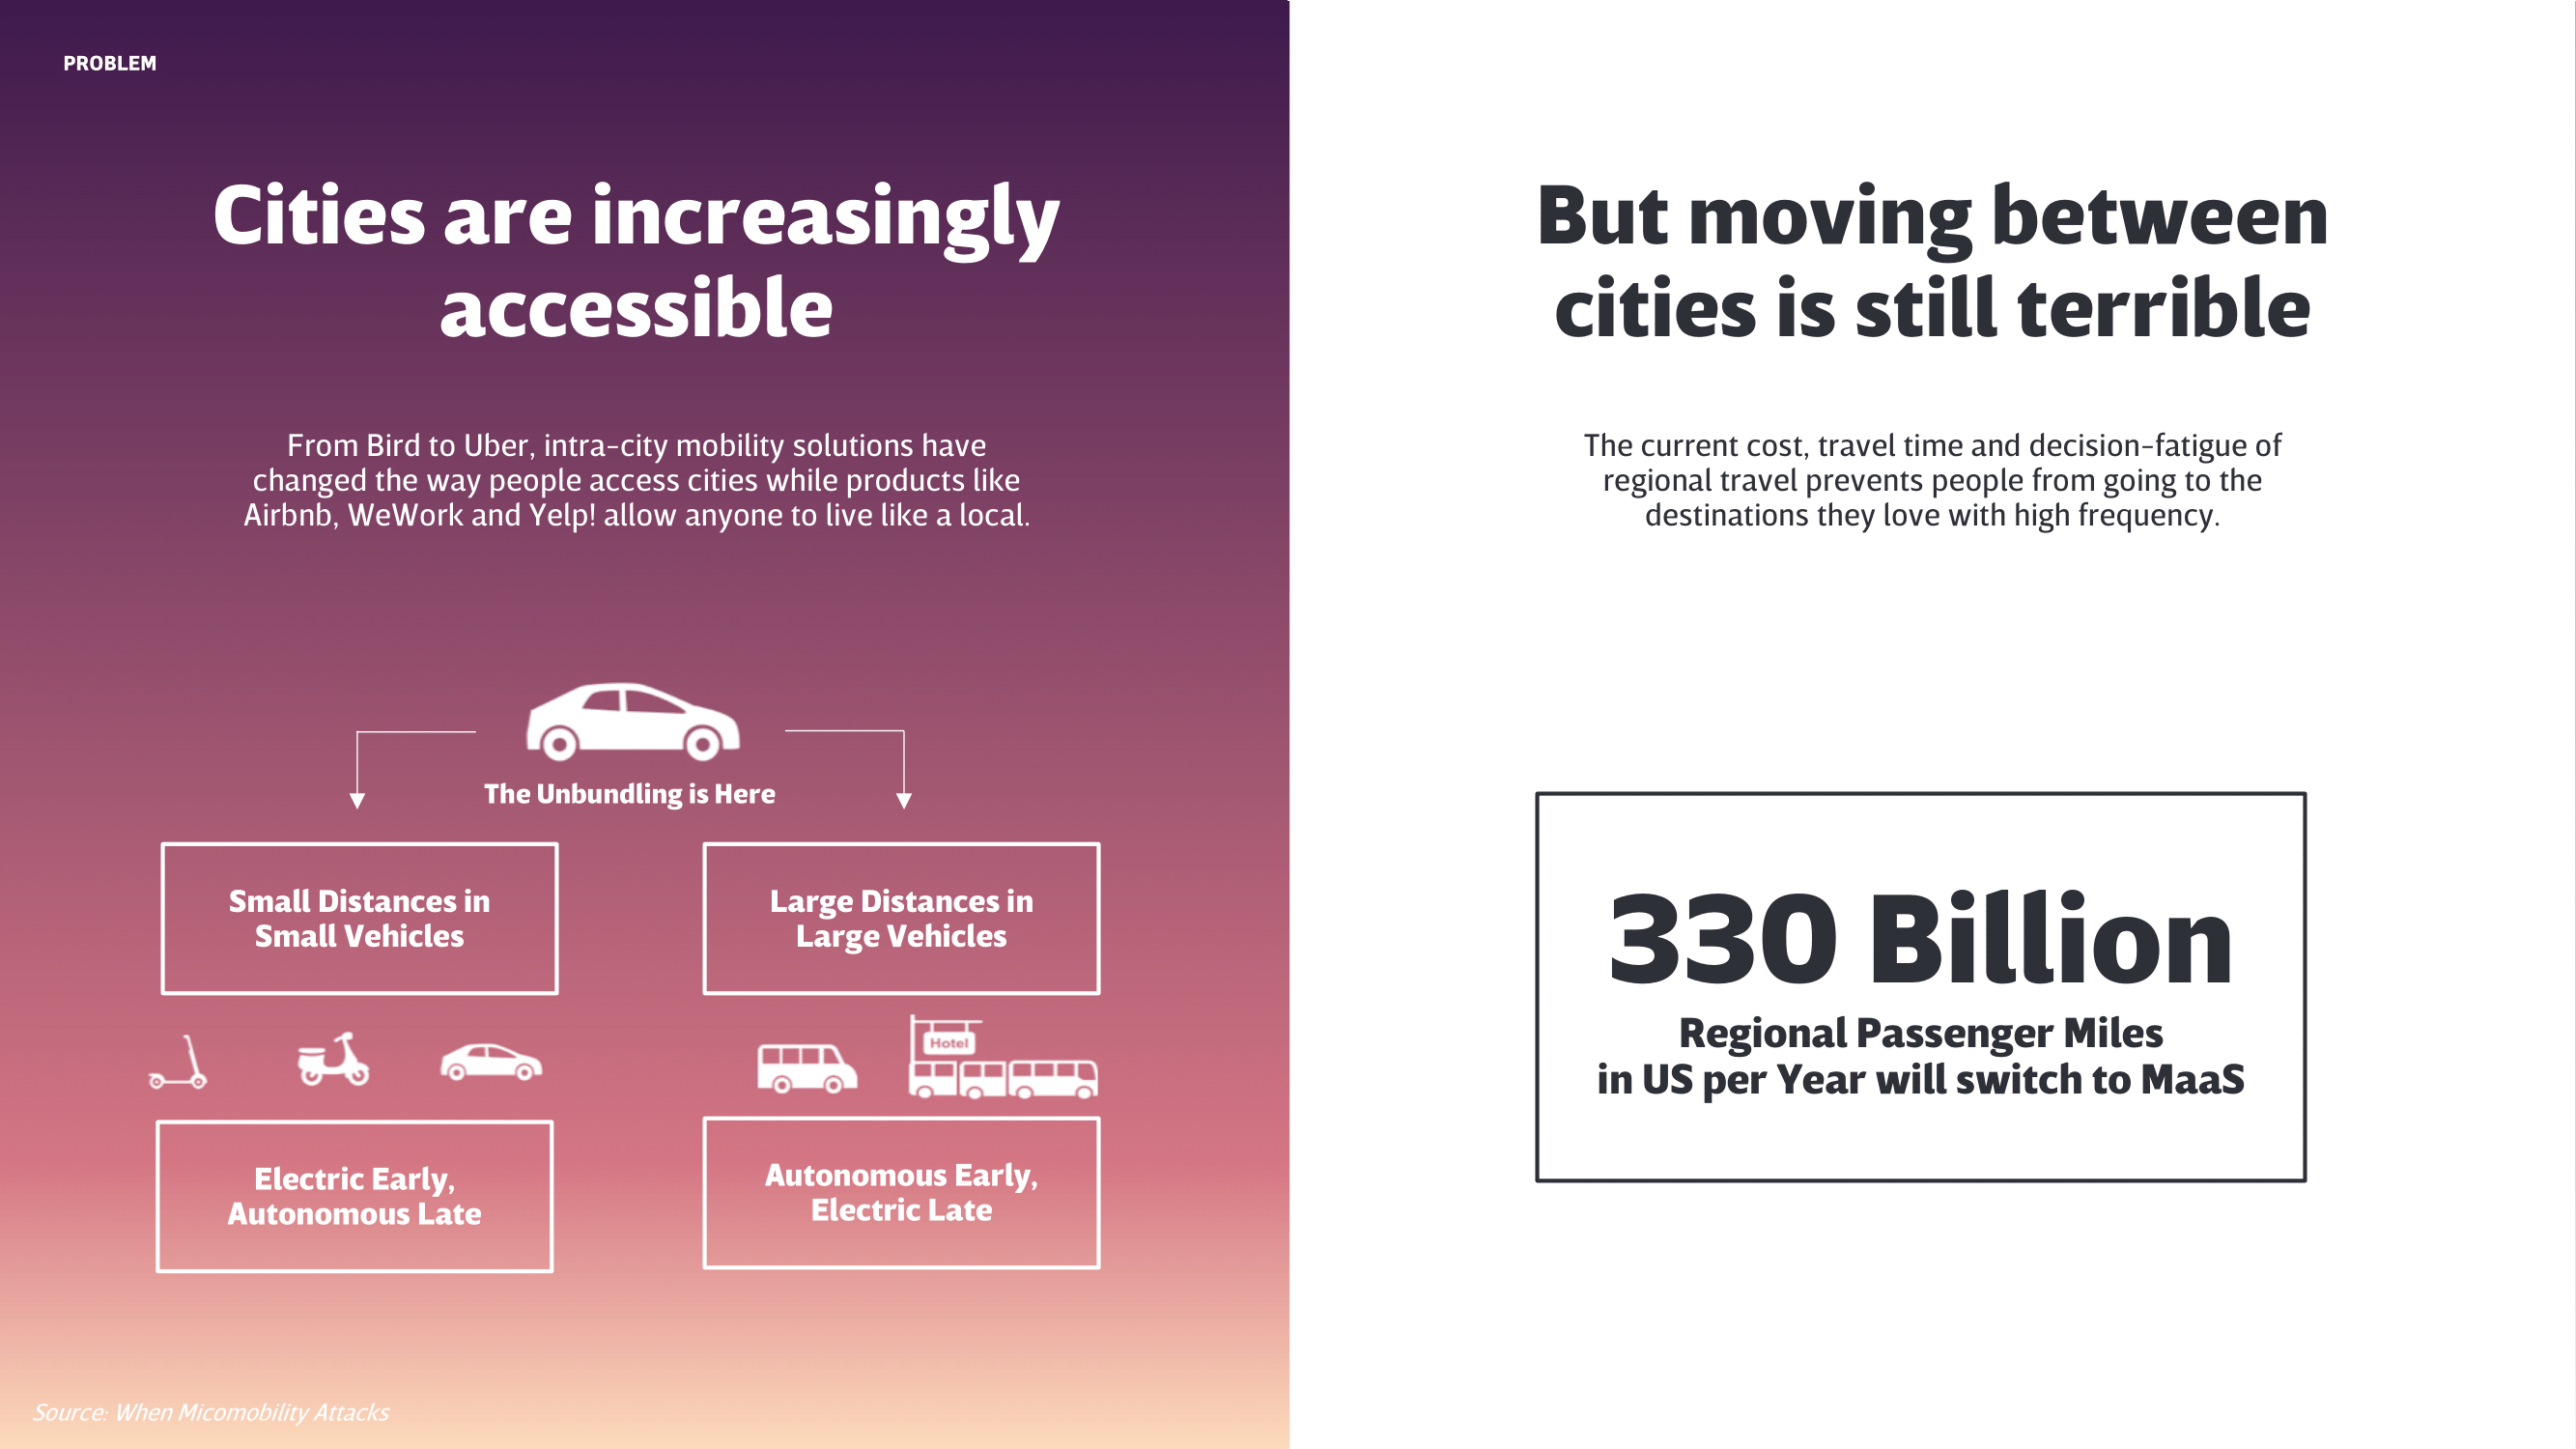 PROBLEM
Cities are increasingly
accessible
From Bird to Uber, intra-city mobility solutions have
changed the way people access cities while products like
Airbnb, WeWork and Yelp! allow anyone to live like a local.
The Unbundling is Here
Small Distances in
Small Vehicles
Large Distances in
Large Vehicles
Hotel
Electric Early,
Autonomous Late
Autonomous Early,
Electric Late
Source: When Micomobility Attacks
But moving between
cities is still terrible
The current cost, travel time and decision-fatigue of
regional travel prevents people from going to the
destinations they love with high frequency.
330 Billion
Regional Passenger Miles
in US per Year will switch to MaaS